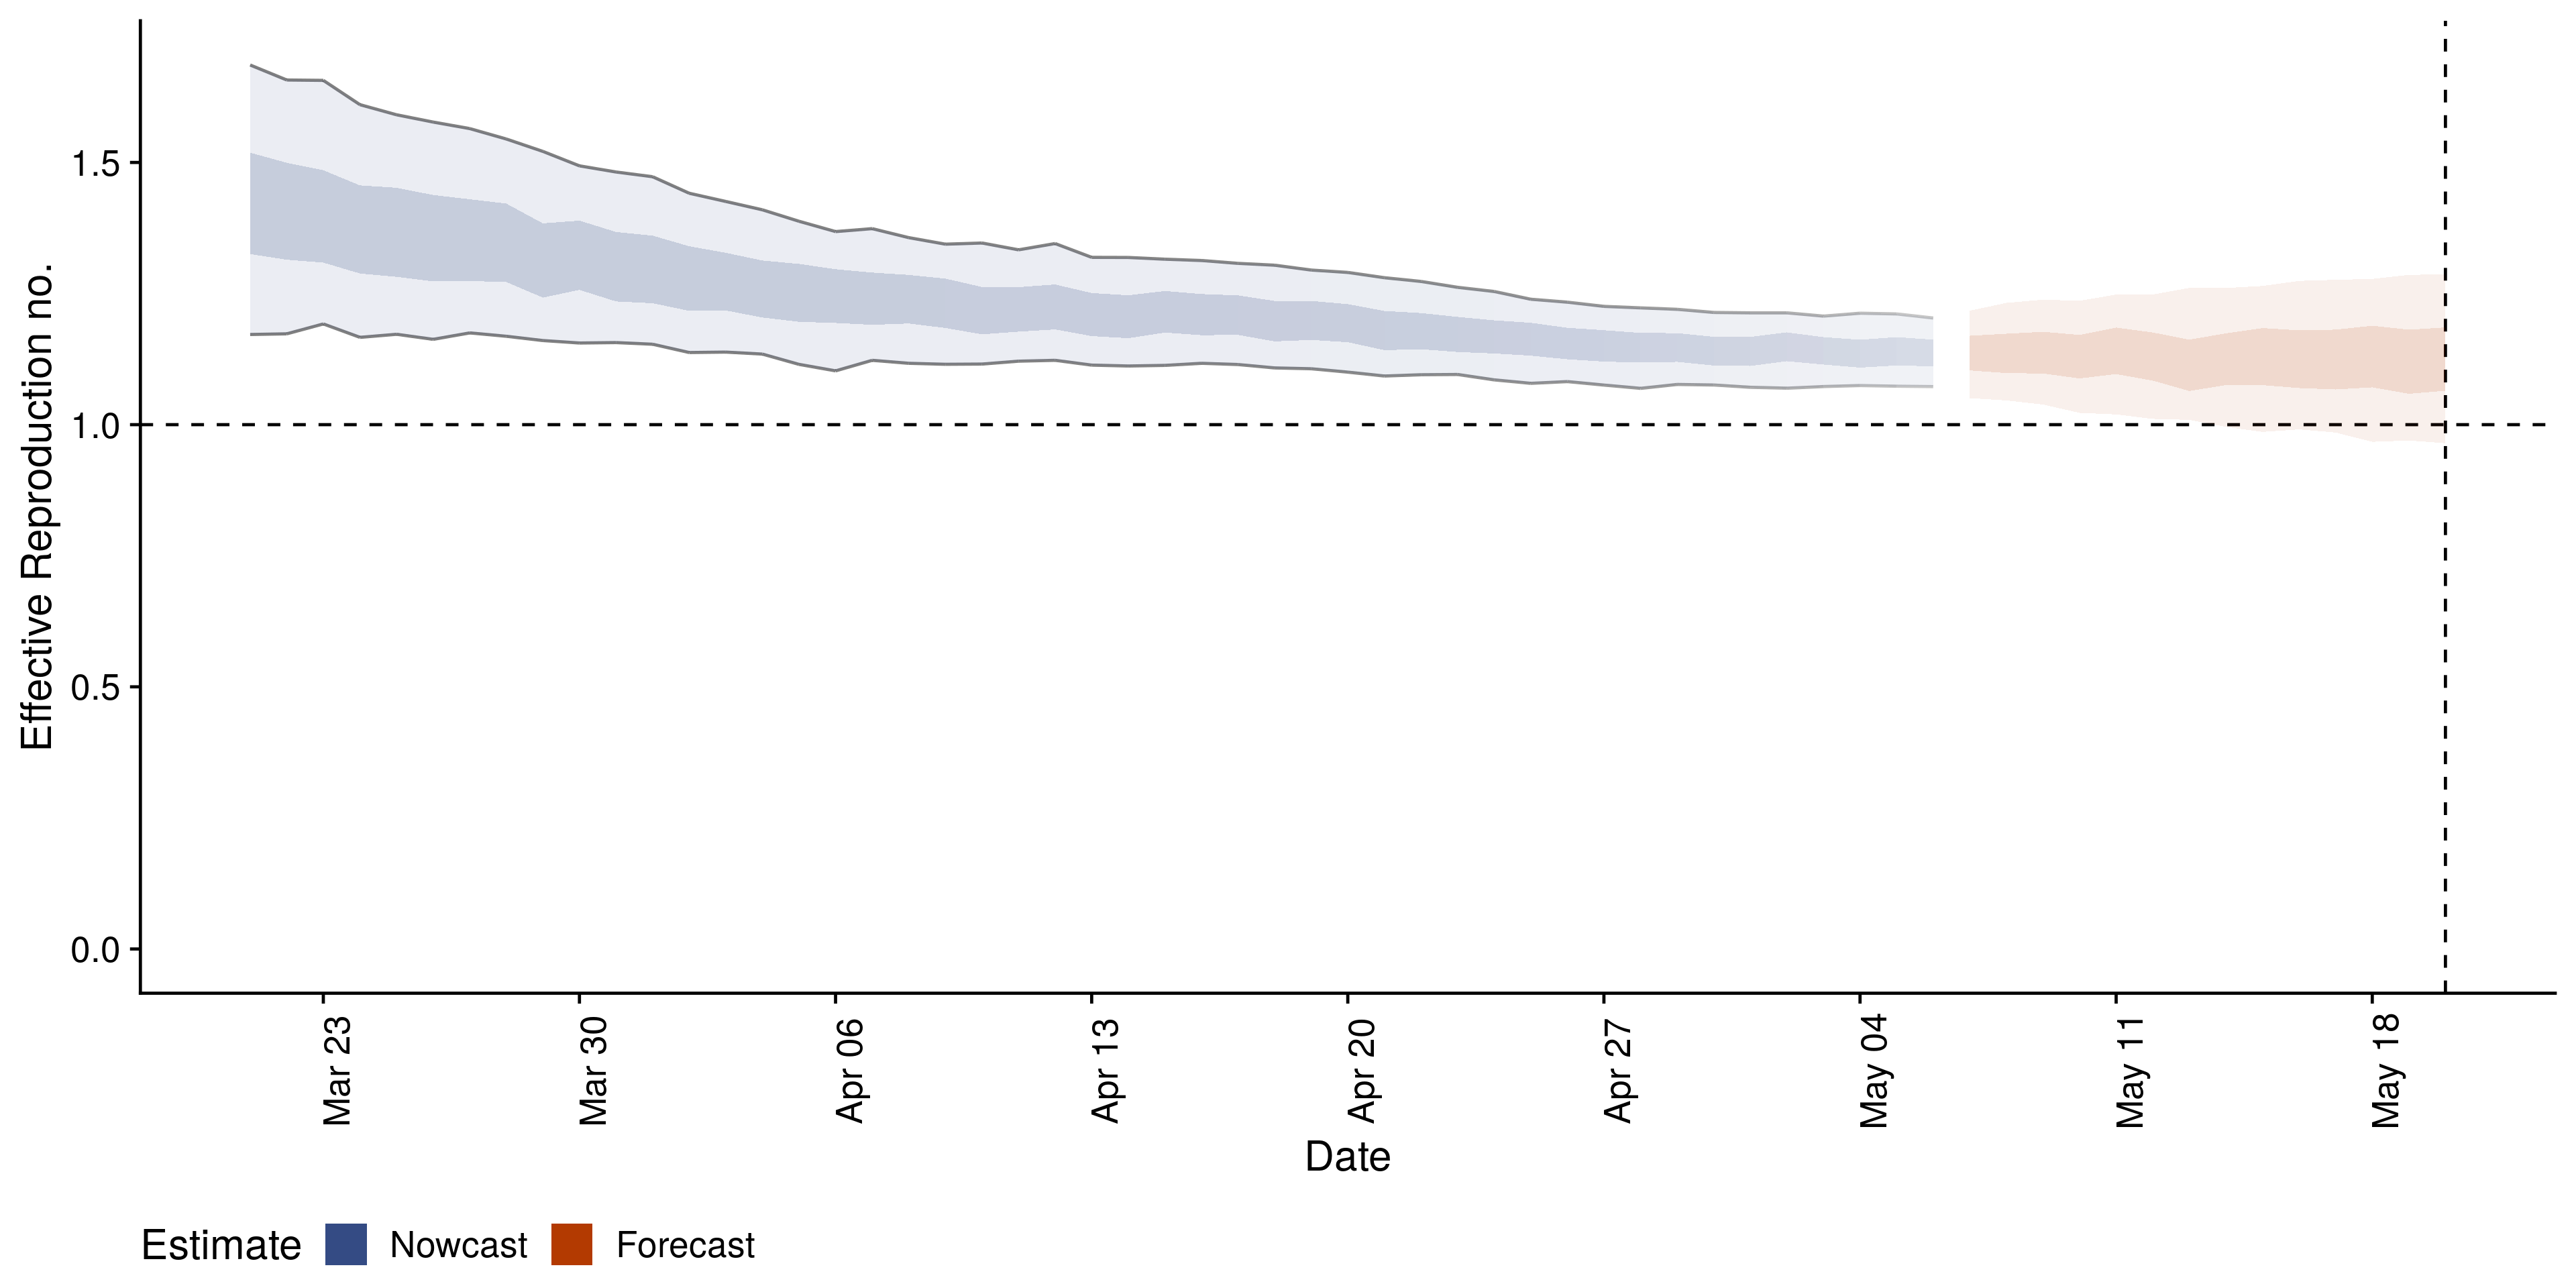 Effective Reproduction no.
1.5
1.0
0.5
0.0
Mar 23
Mar 30
Apr 06
Apr 13
Apr 20
Apr 27
May 04
May 11
May 18
Date
Estimate Nowcast Forecast